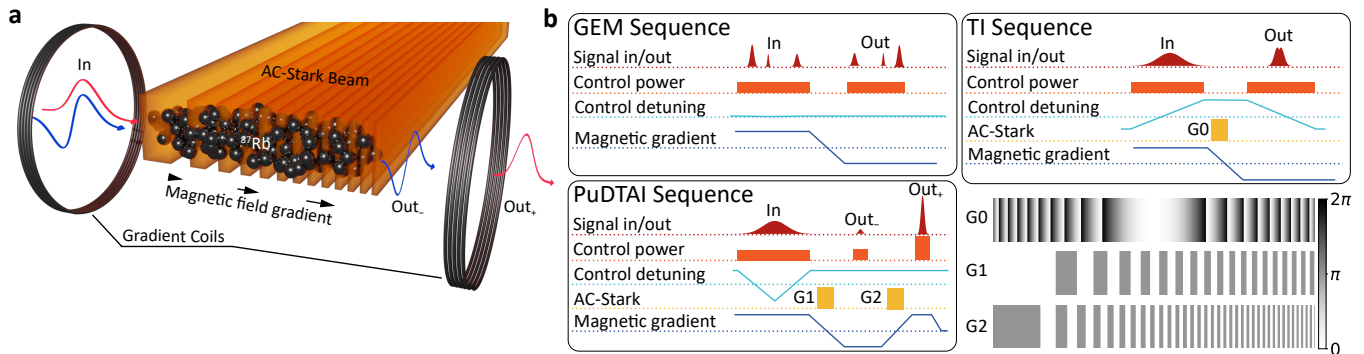 a
In
AC-Stark Beam
⁸⁷Rb
Magnetic field gradient
Out₋
Out₊
Gradient Coils
b
GEM Sequence
Signal in/out
In
Out
Control power
Control detuning
Magnetic gradient
TI Sequence
Signal in/out
In
Out
Control power
Control detuning
AC-Stark
G0
Magnetic gradient
PuDTAI Sequence
Signal in/out
In
Out₋
Out₊
Control power
Control detuning
AC-Stark
G1
G2
Magnetic gradient
G0
G1
G2
2π
π
0